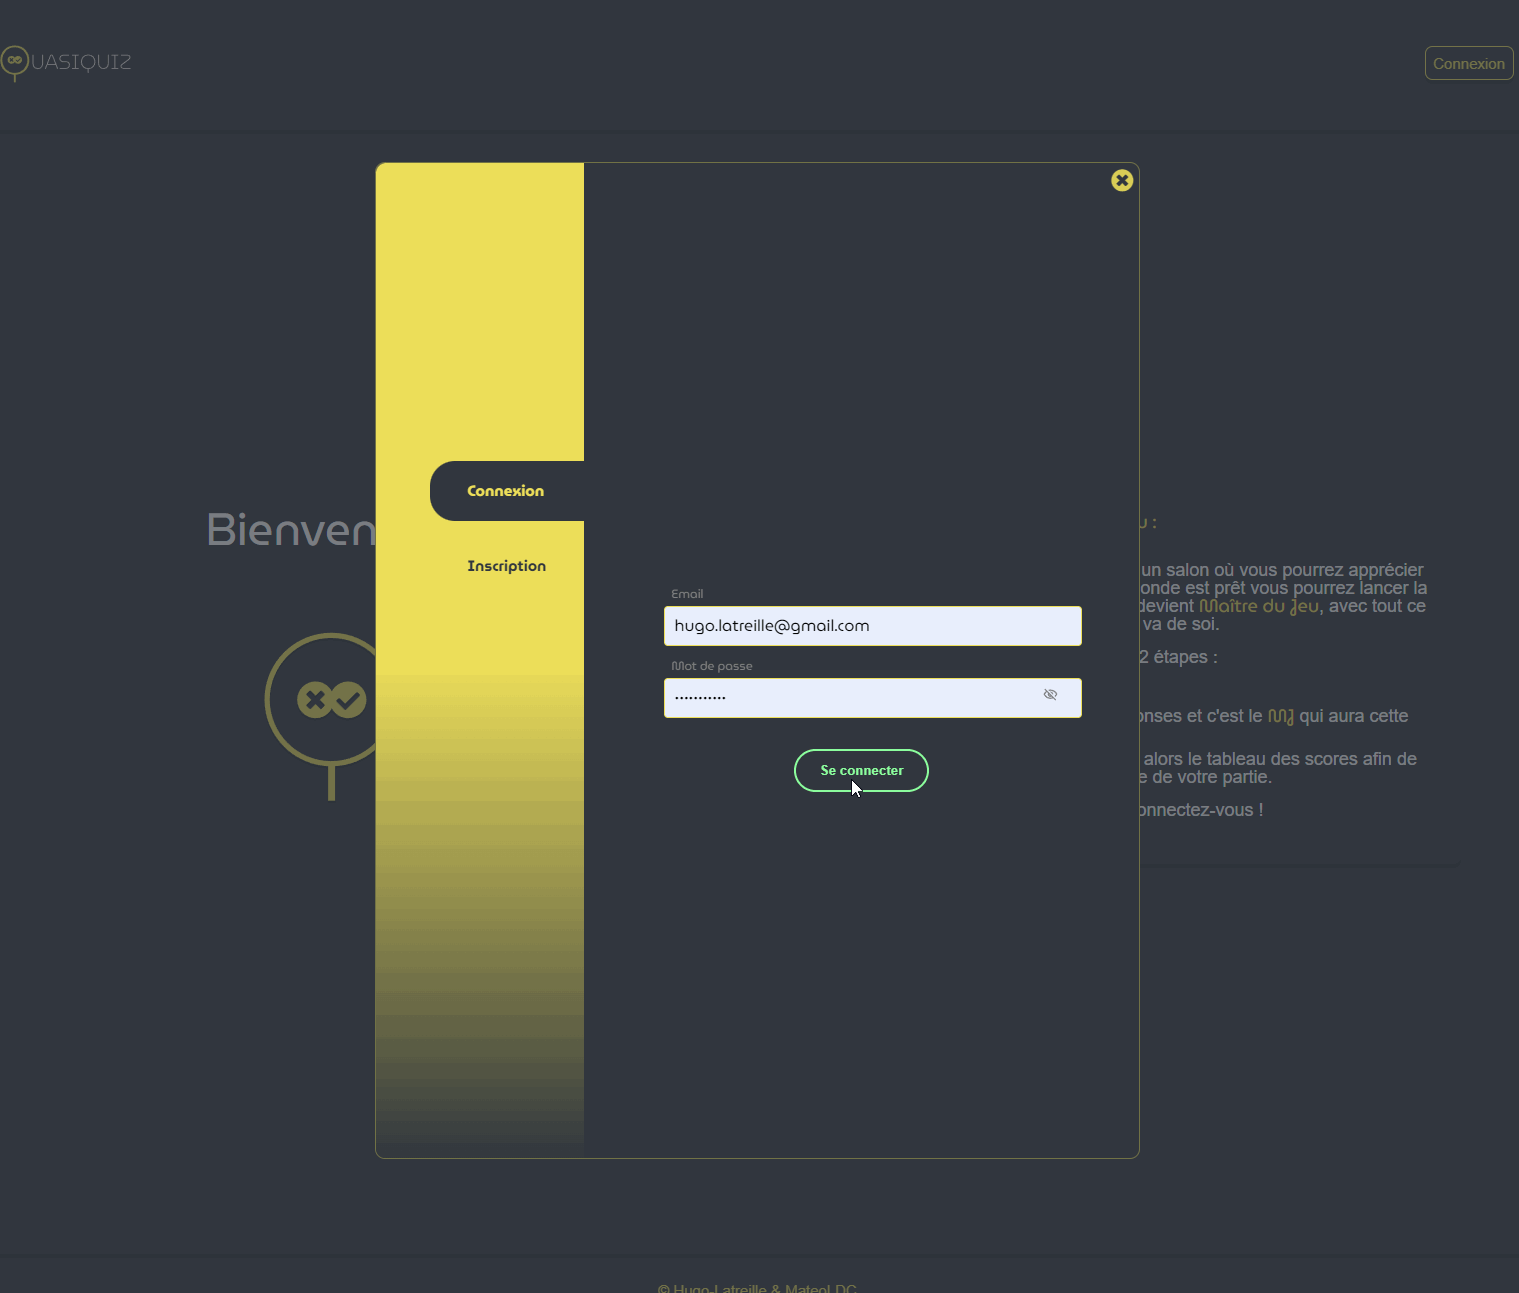 UASIQUIZ
Connexion
Connexion
Inscription
Bienven
Email
hugo.latreille@gmail.com
Mot de passe
Se connecter
u :
un salon où vous pourrez apprécier
onde est prêt vous pourrez lancer la
devient Maître du Jeu, avec tout ce
va de soi.
2 étapes :
onses et c'est le MJ qui aura cette
alors le tableau des scores afin de
e de votre partie.
onnectez-vous !
© Hugo-Latreille & MateoLDC